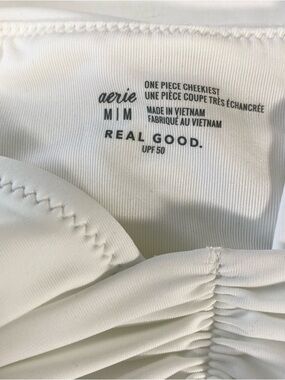 aerie ONE PIECE CHEEKIEST
UNE PIÈCE COUPE TRÈS ÉCHANCRÉE
M | M MADE IN VIETNAM
FABRIQUÉ AU VIETNAM
REAL GOOD.
UPF 50